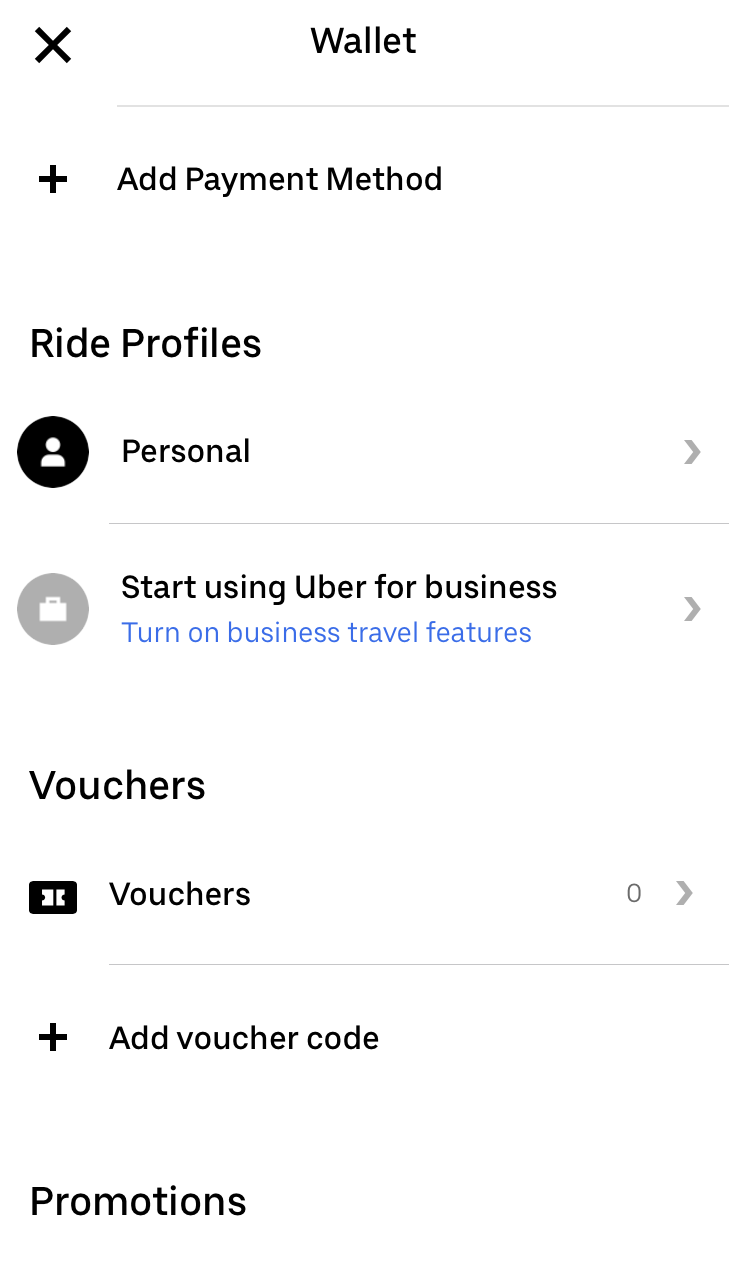 Wallet
Add Payment Method
Ride Profiles
Personal
Start using Uber for business
Turn on business travel features
Vouchers
Vouchers 0
Add voucher code
Promotions